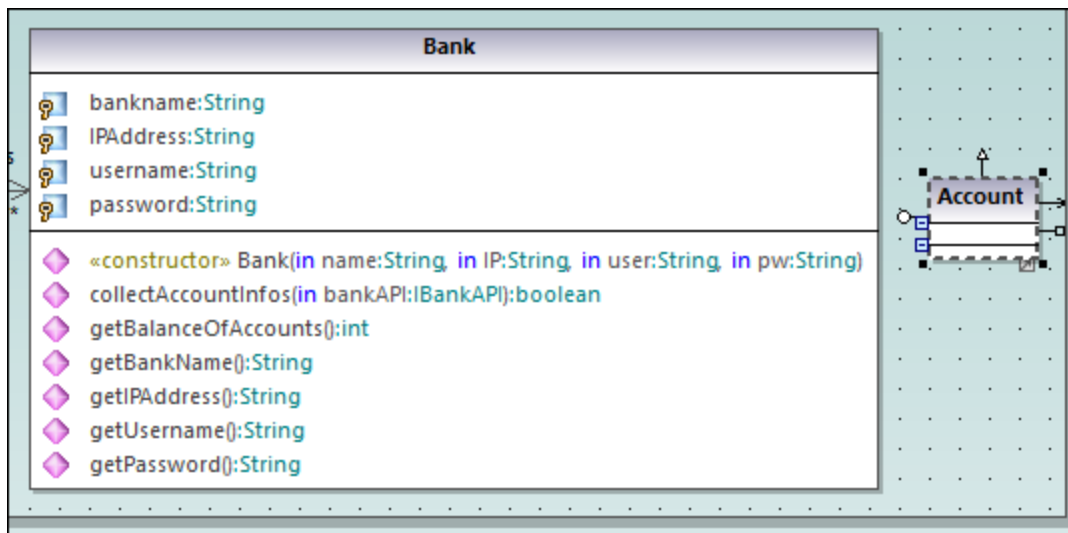 Bank
bankname:String
IPAddress:String
username:String
password:String
«constructor» Bank(in name:String, in IP:String, in user:String, in pw:String)
collectAccountInfos(in bankAPI:IBankAPI):boolean
getBalanceOfAccounts():int
getBankName():String
getIPAddress():String
getUsername():String
getPassword():String
s
*
Account